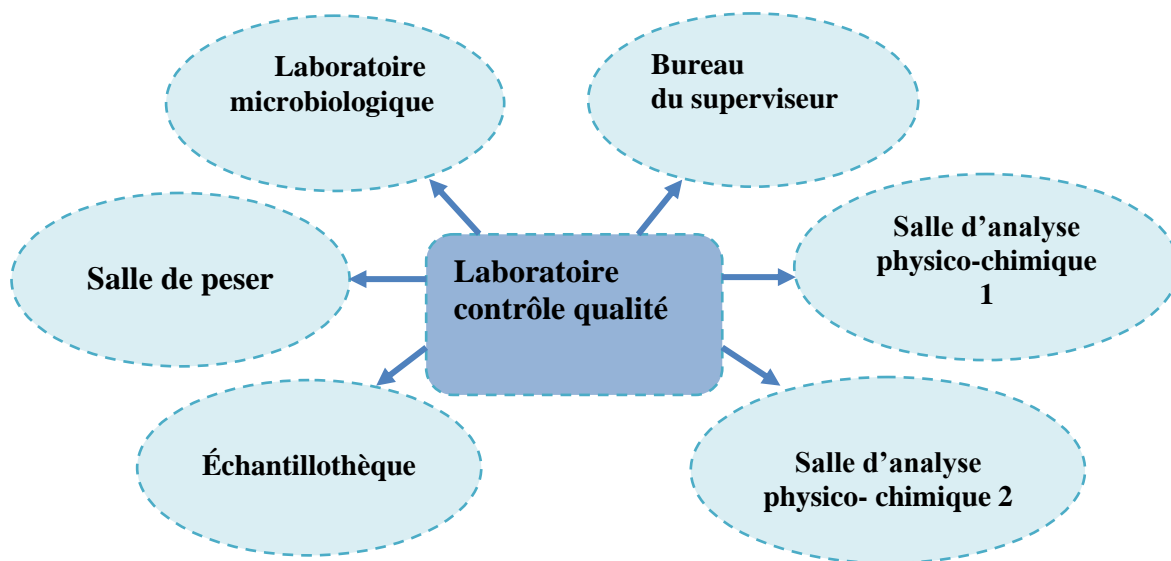 Laboratoire
microbiologique
Bureau
du superviseur
Salle de peser
Laboratoire
contrôle qualité
Salle d’analyse
physico-chimique
1
Échantillothèque
Salle d’analyse
physico- chimique 2